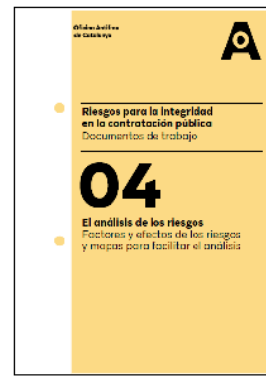 Oficina Antifrau
de Catalunya
Riesgos para la integridad
en la contratación pública
Documentos de trabajo
04
El análisis de los riesgos
Factores y efectos de los riesgos
y mapas para facilitar el análisis